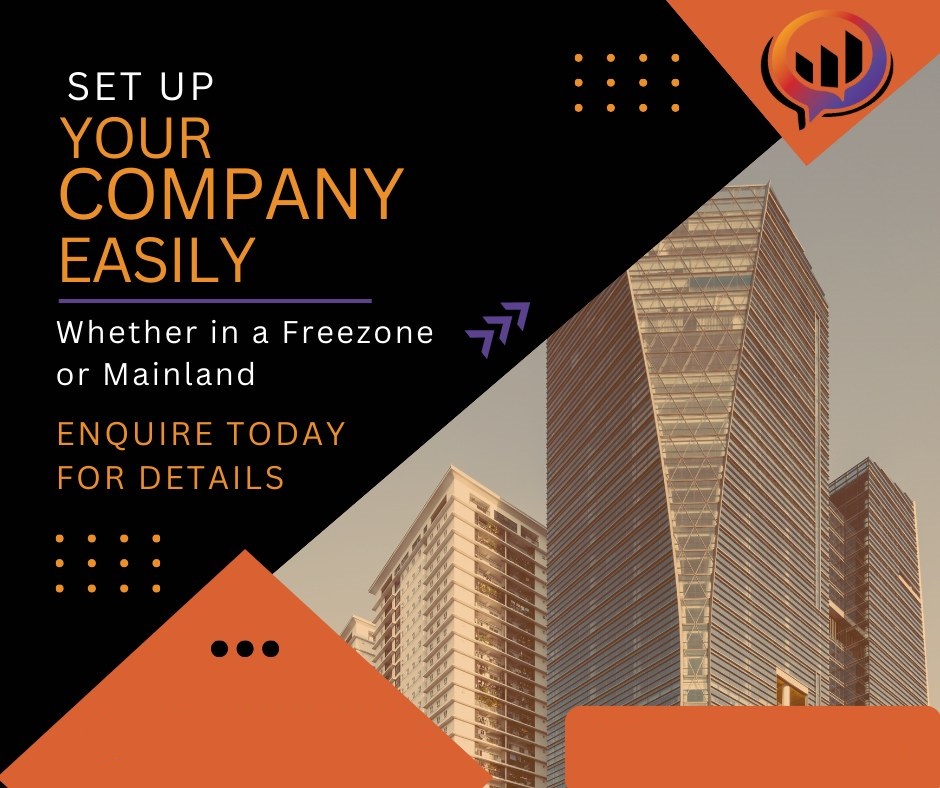 SET UP
YOUR
COMPANY
EASILY
Whether in a Freezone
or Mainland
ENQUIRE TODAY
FOR DETAILS